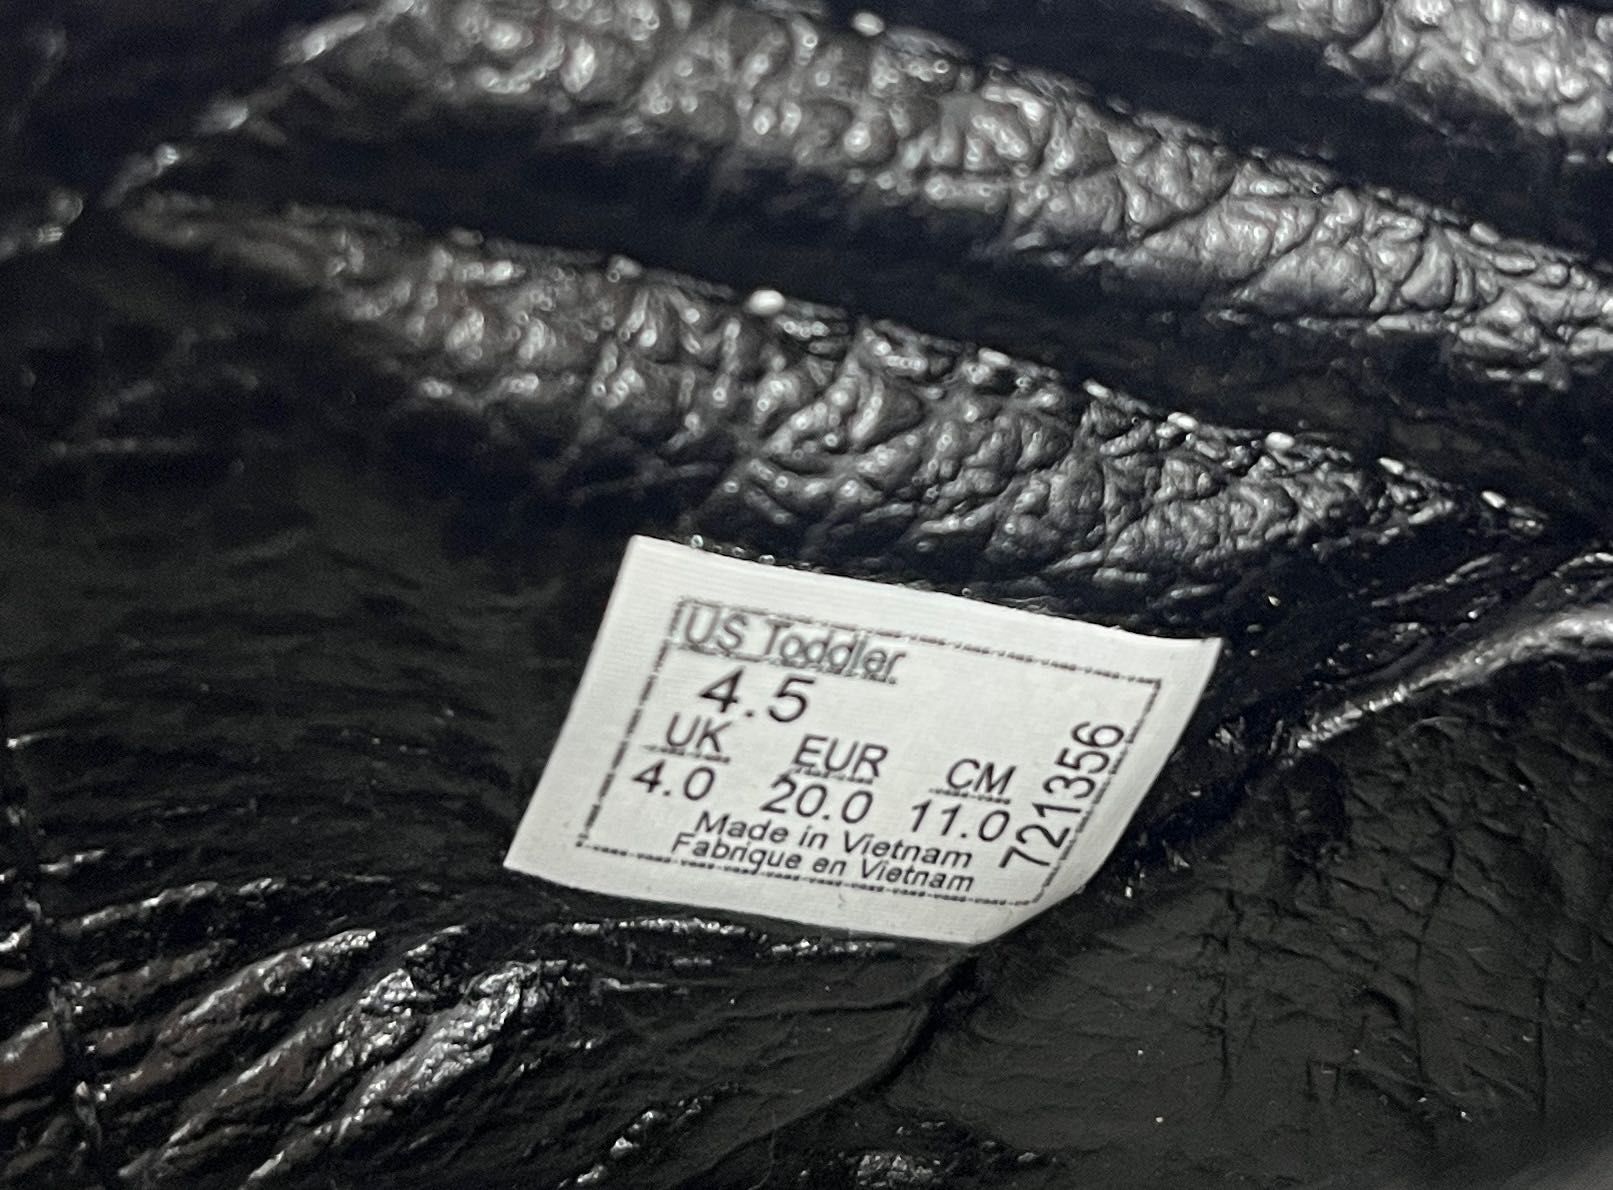 US Toddler
4.5
UK EUR CM
4.0 20.0 11.0
Made in Vietnam
Fabrique en Vietnam
721356